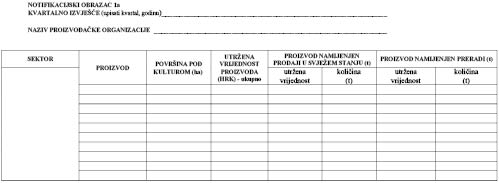 NOTIFIKACIJSKI OBRAZAC 1a
KVARTALNO IZVJEŠĆE (upisati kvartal, godinu)
NAZIV PROIZVOĐAČKE ORGANIZACIJE
SEKTOR
PROIZVOD
POVRŠINA POD
KULTUROM (ha)
UTRŽENA
VRIJEDNOST
PROIZVODA
(HRK) - ukupno
PROIZVOD NAMIJENJEN
PRODAJI U SVJEŽEM STANJU (t)
utržena
vrijednost
količina
(t)
PROIZVOD NAMIJENJEN PRERADI (t)
utržena
vrijednost
količina
(t)